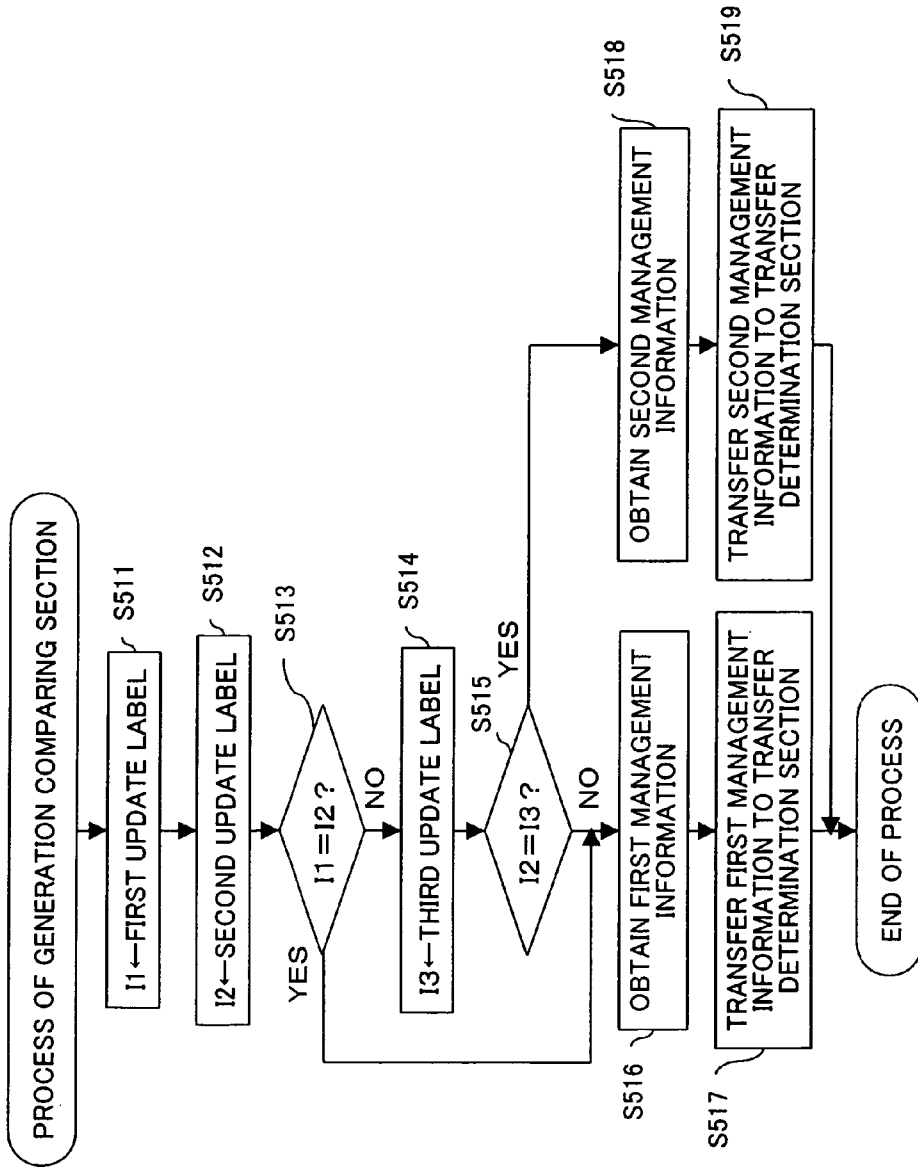 PROCESS OF GENERATION COMPARING SECTION
S511
I1←FIRST UPDATE LABEL
S512
I2←SECOND UPDATE LABEL
S513
I1=I2?
YES
NO
S514
I3←THIRD UPDATE LABEL
S515
I2=I3?
YES
NO
S516
OBTAIN FIRST MANAGEMENT
INFORMATION
S517
TRANSFER FIRST MANAGEMENT
INFORMATION TO TRANSFER
DETERMINATION SECTION
S518
OBTAIN SECOND MANAGEMENT
INFORMATION
S519
TRANSFER SECOND MANAGEMENT
INFORMATION TO TRANSFER
DETERMINATION SECTION
END OF PROCESS